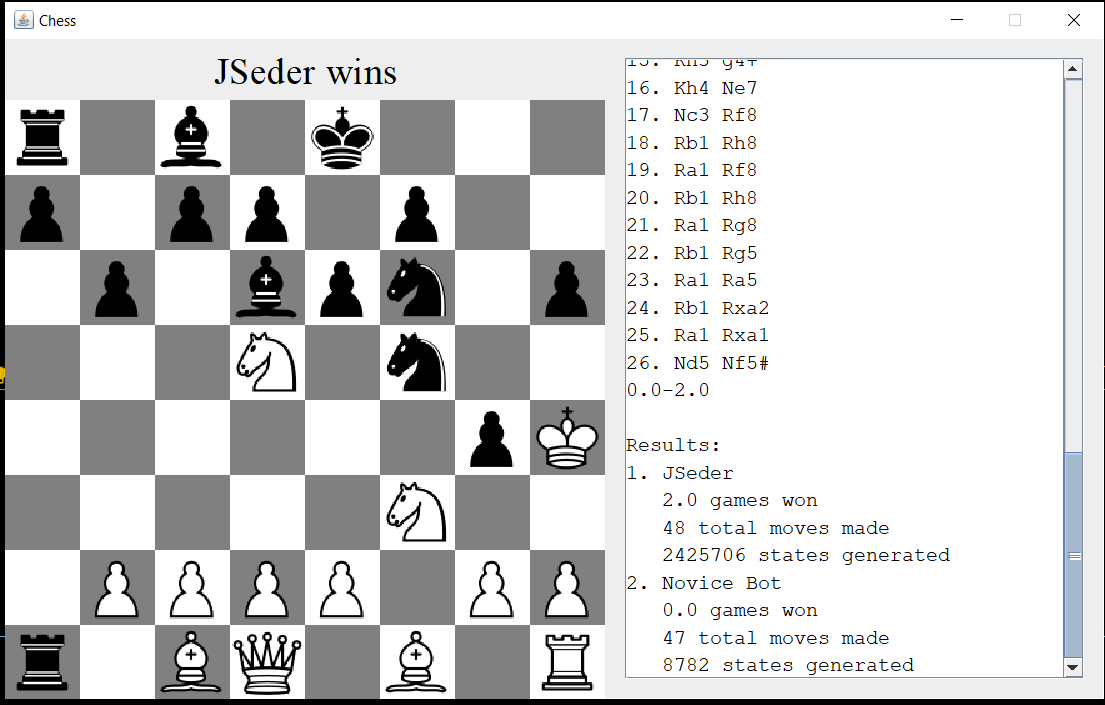 Chess
JSeder wins
15. Kh5 g4+
16. Kh4 Ne7
17. Nc3 Rf8
18. Rb1 Rh8
19. Ra1 Rf8
20. Rb1 Rh8
21. Ra1 Rg8
22. Rb1 Rg5
23. Ra1 Ra5
24. Rb1 Rxa2
25. Ra1 Rxa1
26. Nd5 Nf5#
0.0-2.0
Results:
1. JSeder
2.0 games won
48 total moves made
2425706 states generated
2. Novice Bot
0.0 games won
47 total moves made
8782 states generated